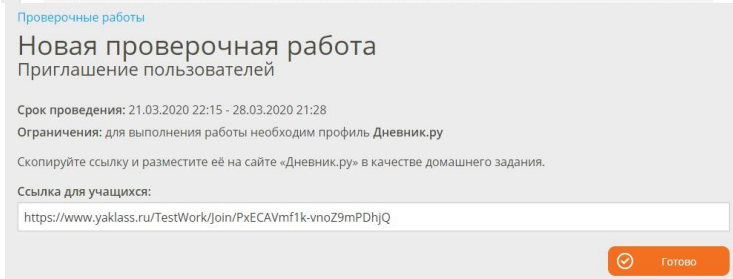 Проверочные работы
Новая проверочная работа
Приглашение пользователей
Срок проведения: 21.03.2020 22:15 - 28.03.2020 21:28
Ограничения: для выполнения работы необходим профиль Дневник.ру
Скопируйте ссылку и разместите её на сайте «Дневник.ру» в качестве домашнего задания.
Ссылка для учащихся:
https://www.yaklass.ru/TestWork/Join/PxECAVmf1k-vnoZ9mPDhjQ
Готово